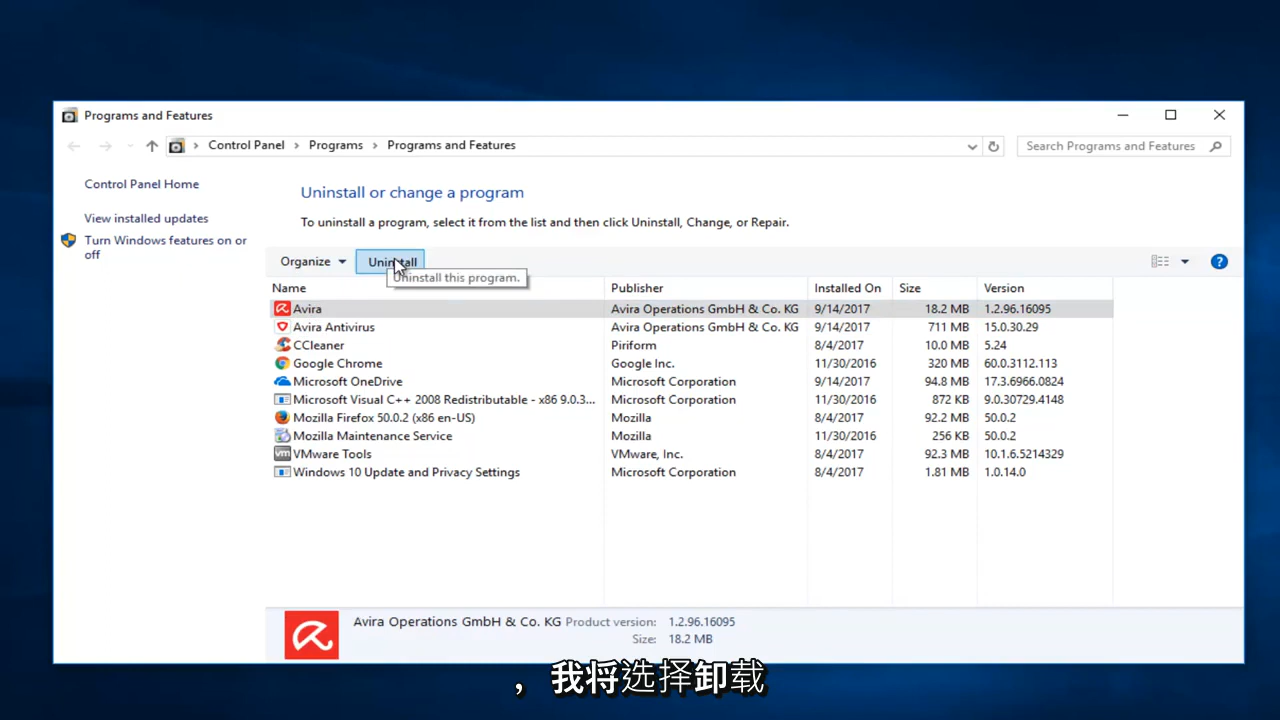 Programs and Features
Control Panel > Programs > Programs and Features
Search Programs and Features
Control Panel Home
View installed updates
Turn Windows features on or
off
Uninstall or change a program
To uninstall a program, select it from the list and then click Uninstall, Change, or Repair.
Organize Uninstall
Uninstall this program.
Name Publisher Installed On Size Version
Avira Avira Operations GmbH & Co. KG 9/14/2017 18.2 MB 1.2.96.16095
Avira Antivirus Avira Operations GmbH & Co. KG 9/14/2017 711 MB 15.0.30.29
CCleaner Piriform 8/4/2017 10.0 MB 5.24
Google Chrome Google Inc. 11/30/2016 320 MB 60.0.3112.113
Microsoft OneDrive Microsoft Corporation 9/14/2017 94.8 MB 17.3.6966.0824
Microsoft Visual C++ 2008 Redistributable - x86 9.0.3... Microsoft Corporation 11/30/2016 872 KB 9.0.30729.4148
Mozilla Firefox 50.0.2 (x86 en-US) Mozilla 8/4/2017 92.2 MB 50.0.2
Mozilla Maintenance Service Mozilla 11/30/2016 256 KB 50.0.2
vm VMware Tools VMware, Inc. 8/4/2017 92.3 MB 10.1.6.5214329
Windows 10 Update and Privacy Settings Microsoft Corporation 8/4/2017 1.81 MB 1.0.14.0
Avira Operations GmbH & Co. KG Product version: 1.2.96.16095
Size: 18.2 MB
，我将选择卸载